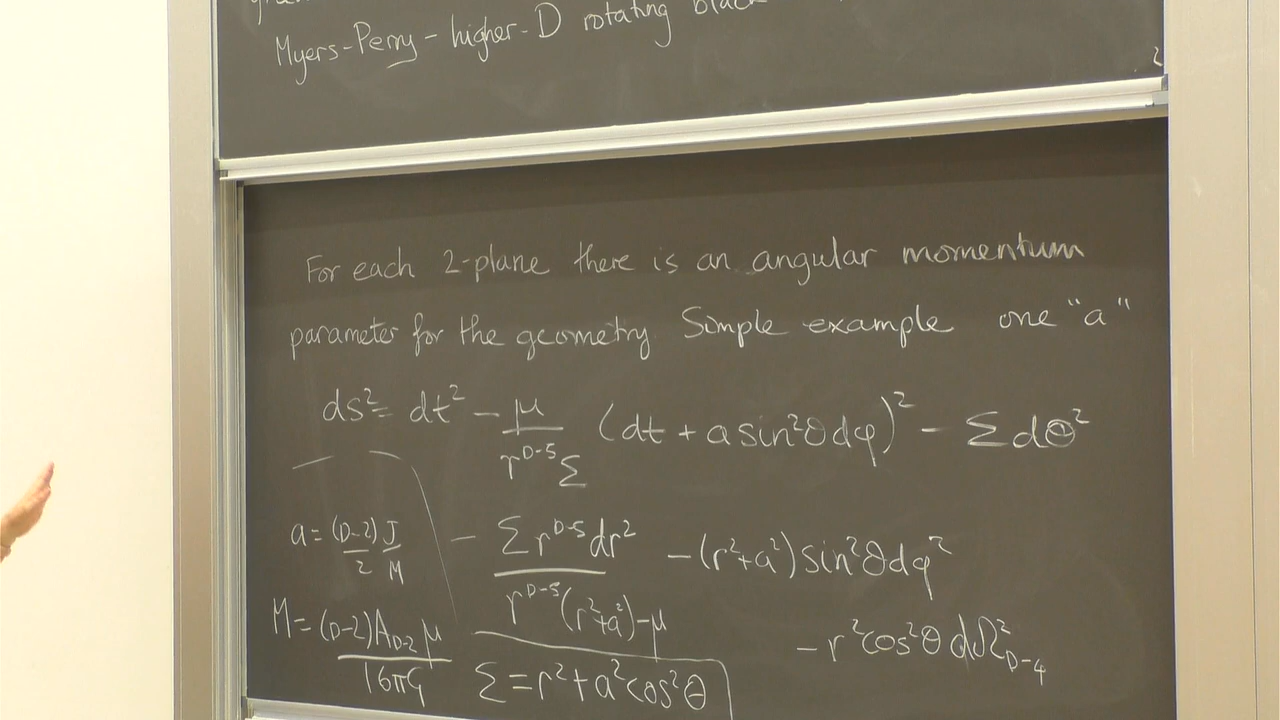 Myers-Perry - higher-D rotating black
For each 2-plane there is an angular momentum
parameter for the geometry. Simple example one "a"
ds² = dt² - μ/(r^{D-5} Σ) (dt + a sin²θ dφ)² - Σ dθ²
- Σ r^{D-5} dr² / (r^{D-5}(r²+a²) - μ) - (r²+a²) sin²θ dφ²
- r² cos²θ dΩ²_{D-4}
a = (D-2)/2 J/M
M = (D-2) A_{D-2} μ / 16πG
Σ = r² + a² cos²θ